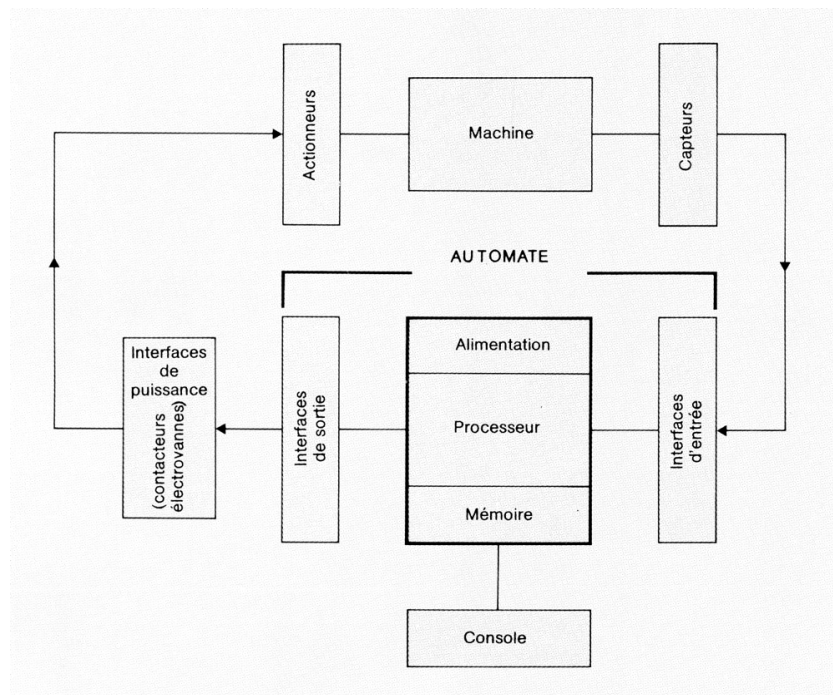 Actionneurs
Machine
Capteurs
AUTOMATE
Interfaces
de
puissance
(contacteurs
électrovannes)
Interfaces
de sortie
Alimentation
Processeur
Mémoire
Interfaces
d'entrée
Console